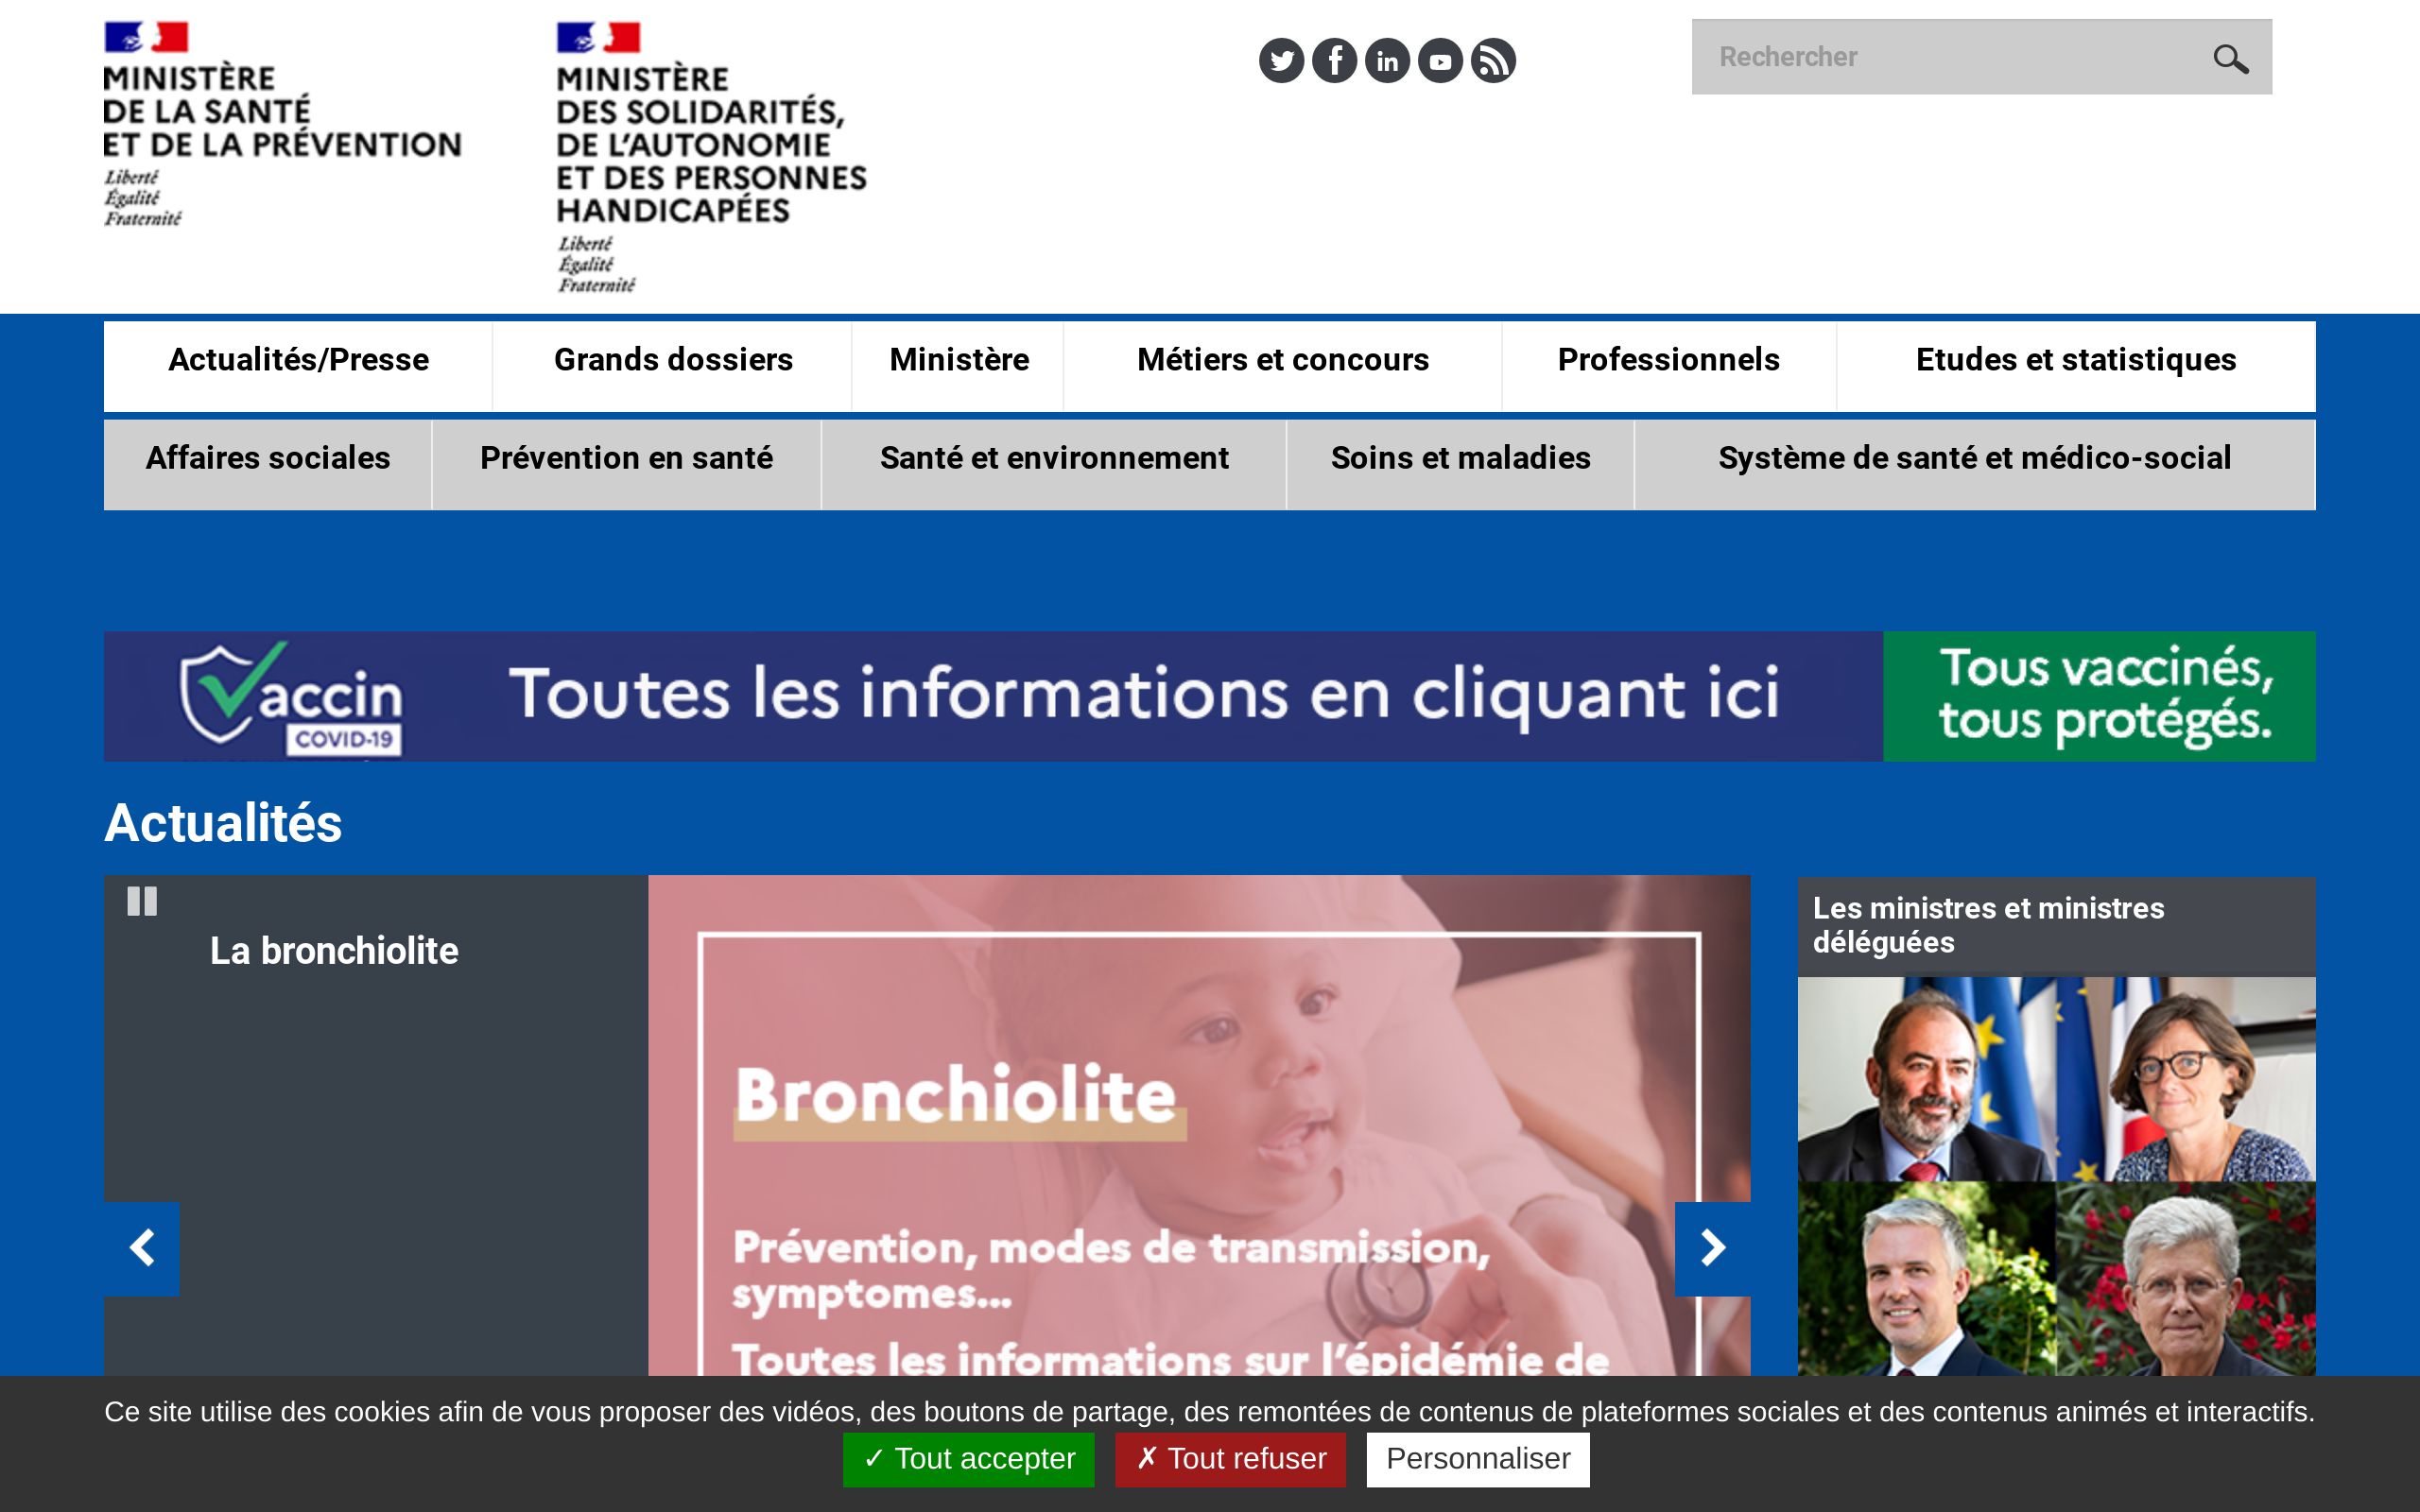 MINISTÈRE
DE LA SANTÉ
ET DE LA PRÉVENTION
Liberté
Égalité
Fraternité
MINISTÈRE
DES SOLIDARITÉS,
DE L'AUTONOMIE
ET DES PERSONNES
HANDICAPÉES
Liberté
Égalité
Fraternité
Rechercher
Actualités/Presse
Grands dossiers
Ministère
Métiers et concours
Professionnels
Etudes et statistiques
Affaires sociales
Prévention en santé
Santé et environnement
Soins et maladies
Système de santé et médico-social
Vaccin
COVID-19
Toutes les informations en cliquant ici
Tous vaccinés,
tous protégés.
Actualités
La bronchiolite
Bronchiolite
Prévention, modes de transmission,
symptomes...
Toutes les informations sur l'épidémie de
Les ministres et ministres
déléguées
Ce site utilise des cookies afin de vous proposer des vidéos, des boutons de partage, des remontées de contenus de plateformes sociales et des contenus animés et interactifs.
✓ Tout accepter
✗ Tout refuser
Personnaliser